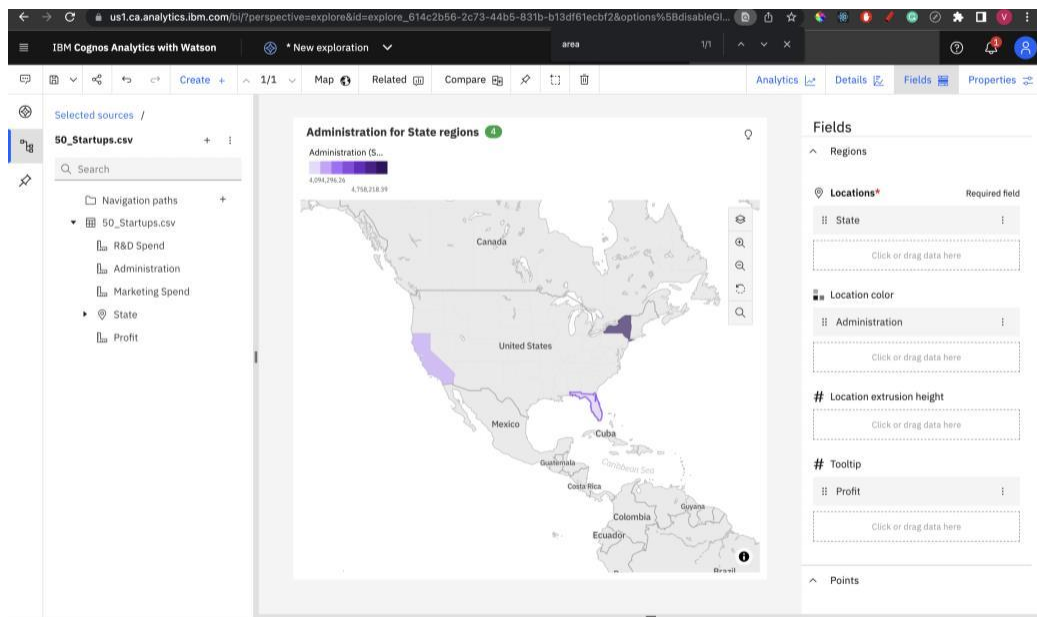 us1.ca.analytics.ibm.com/bi/?perspective=explore&id=explore_614c2b56-2c73-44b5-831b-b13df61ecbf2&options%5BdisableGl...
V
IBM Cognos Analytics with Watson
* New exploration
area
1/1
1
Create +
1/1
Map
Related
Compare
Analytics
Details
Fields
Properties
Selected sources /
50_Startups.csv
Search
Navigation paths
50_Startups.csv
R&D Spend
Administration
Marketing Spend
State
Profit
Administration for State regions 4
Administration (S...
4,094,296.26
4,768,218.59
Canada
United States
Mexico
Cuba
Guatemala
Caribbean Sea
Costa Rica
Guyana
Colombia
Ecuador
Brazil
Fields
Regions
Locations* Required field
State
Click or drag data here
Location color
Administration
Click or drag data here
# Location extrusion height
Click or drag data here
# Tooltip
Profit
Click or drag data here
Points